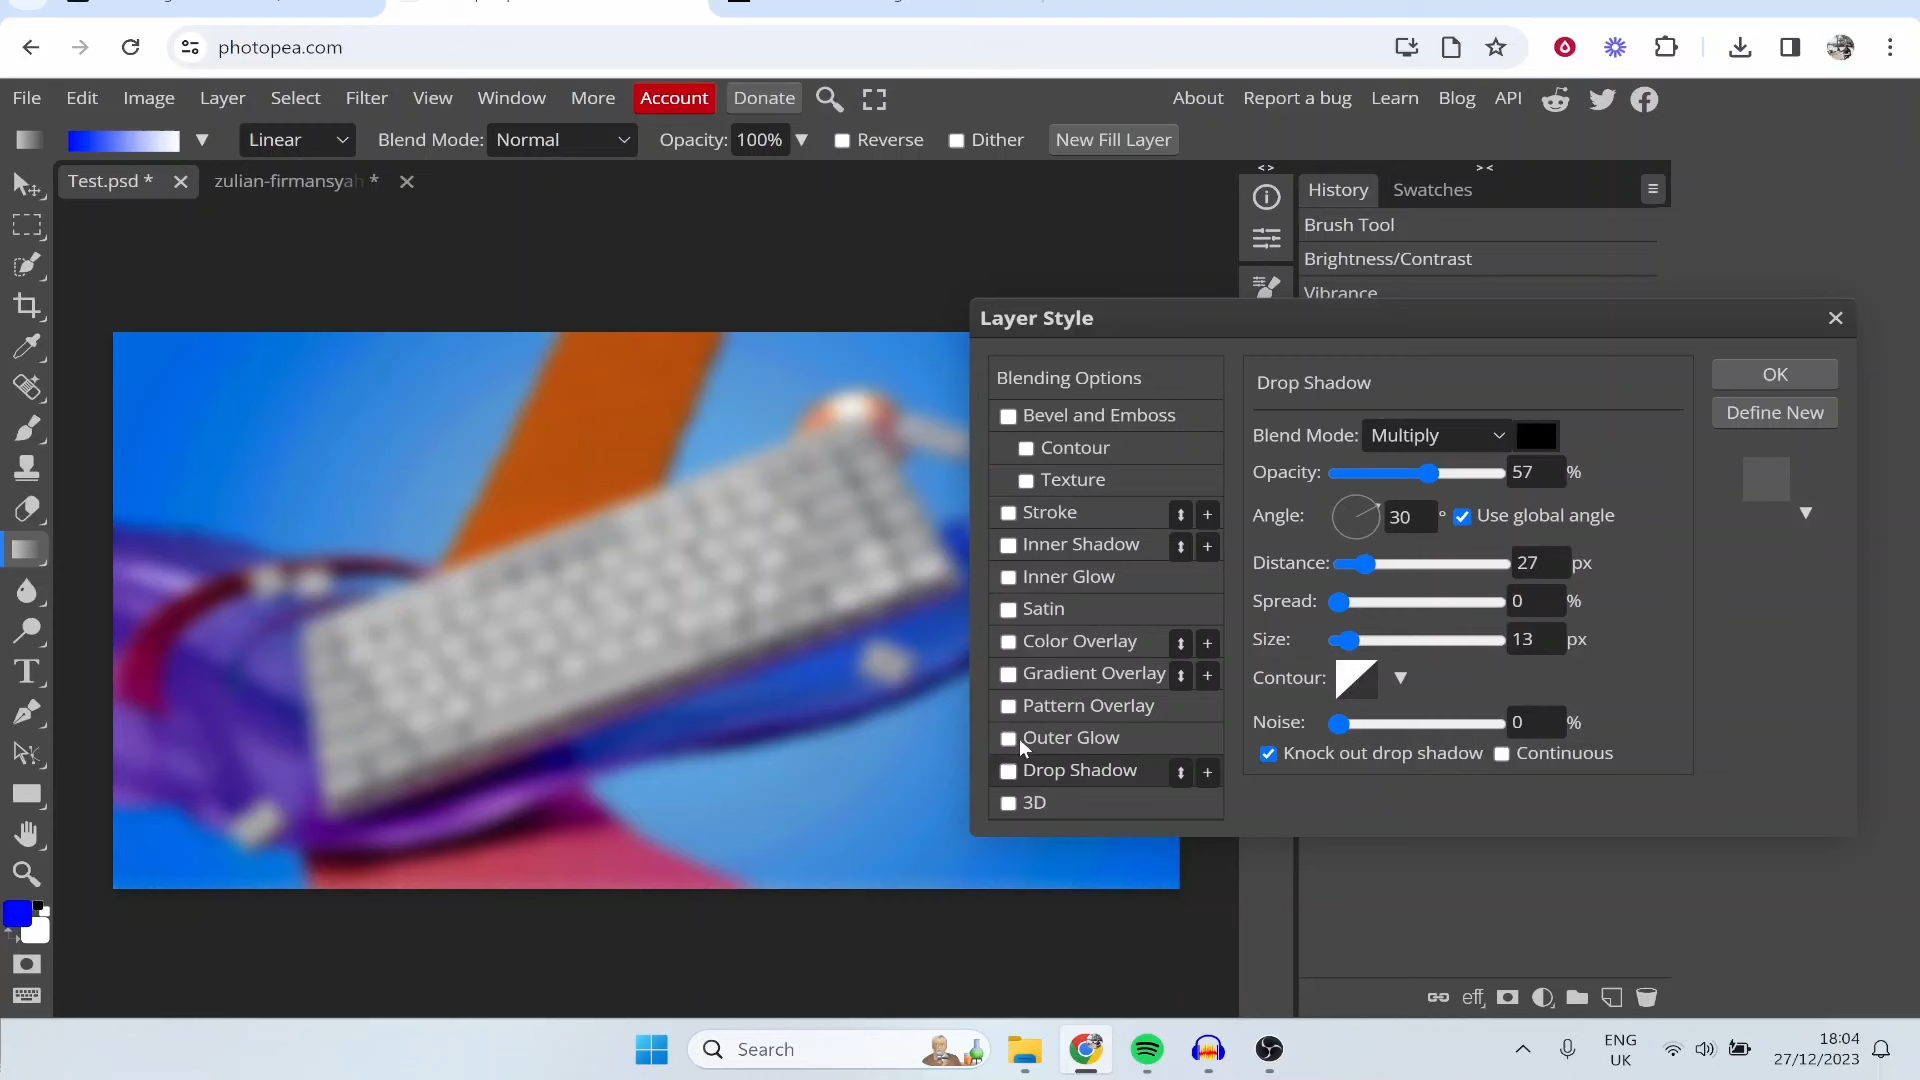 photopea.com
File Edit Image Layer Select Filter View Window More Account Donate
About Report a bug Learn Blog API
Linear Blend Mode: Normal Opacity: 100% Reverse Dither New Fill Layer
Test.psd * zulian-firmansyah *
History Swatches
Brush Tool
Brightness/Contrast
Vibrance
Layer Style
Blending Options
Bevel and Emboss
Contour
Texture
Stroke
Inner Shadow
Inner Glow
Satin
Color Overlay
Gradient Overlay
Pattern Overlay
Outer Glow
Drop Shadow
3D
Drop Shadow
Blend Mode: Multiply
Opacity: 57 %
Angle: 30 ° Use global angle
Distance: 27 px
Spread: 0 %
Size: 13 px
Contour:
Noise: 0 %
Knock out drop shadow Continuous
OK
Define New
eff
Search
ENG
UK
18:04
27/12/2023